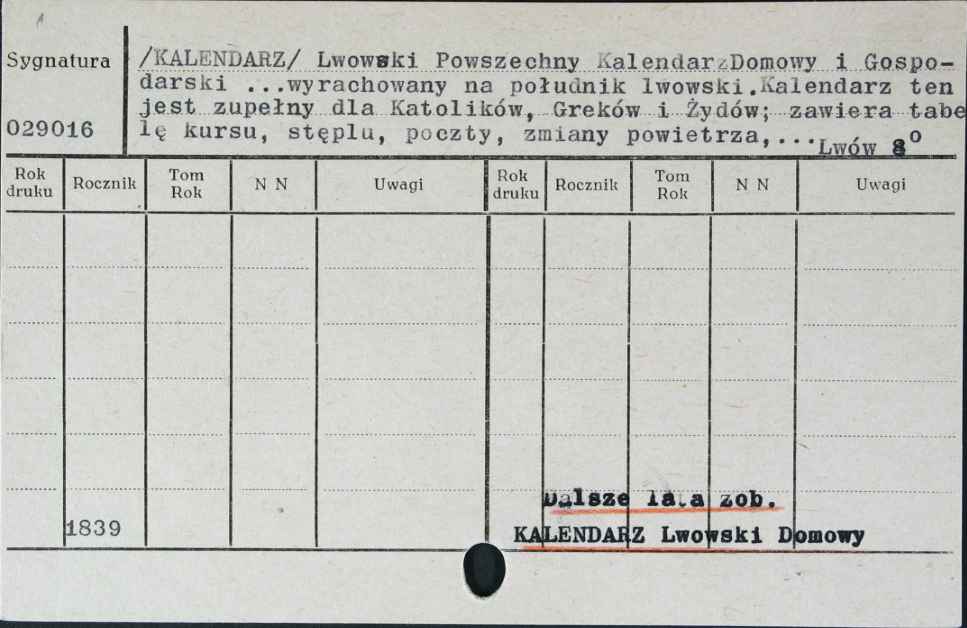 Sygnatura
029016
/KALENDARZ/ Lwowski Powszechny KalendarzDomowy i Gospo-
darski ...wyrachowany na południk lwowski.Kalendarz ten
jest zupełny dla Katolików, Greków i Żydów; zawiera tabe
lę kursu, stęplu, poczty, zmiany powietrza,...Lwów 8°
Rok druku Rocznik Tom Rok N N Uwagi Rok druku Rocznik Tom Rok N N Uwagi
Dalsze lata zob.
1839 KALENDARZ Lwowski Domowy